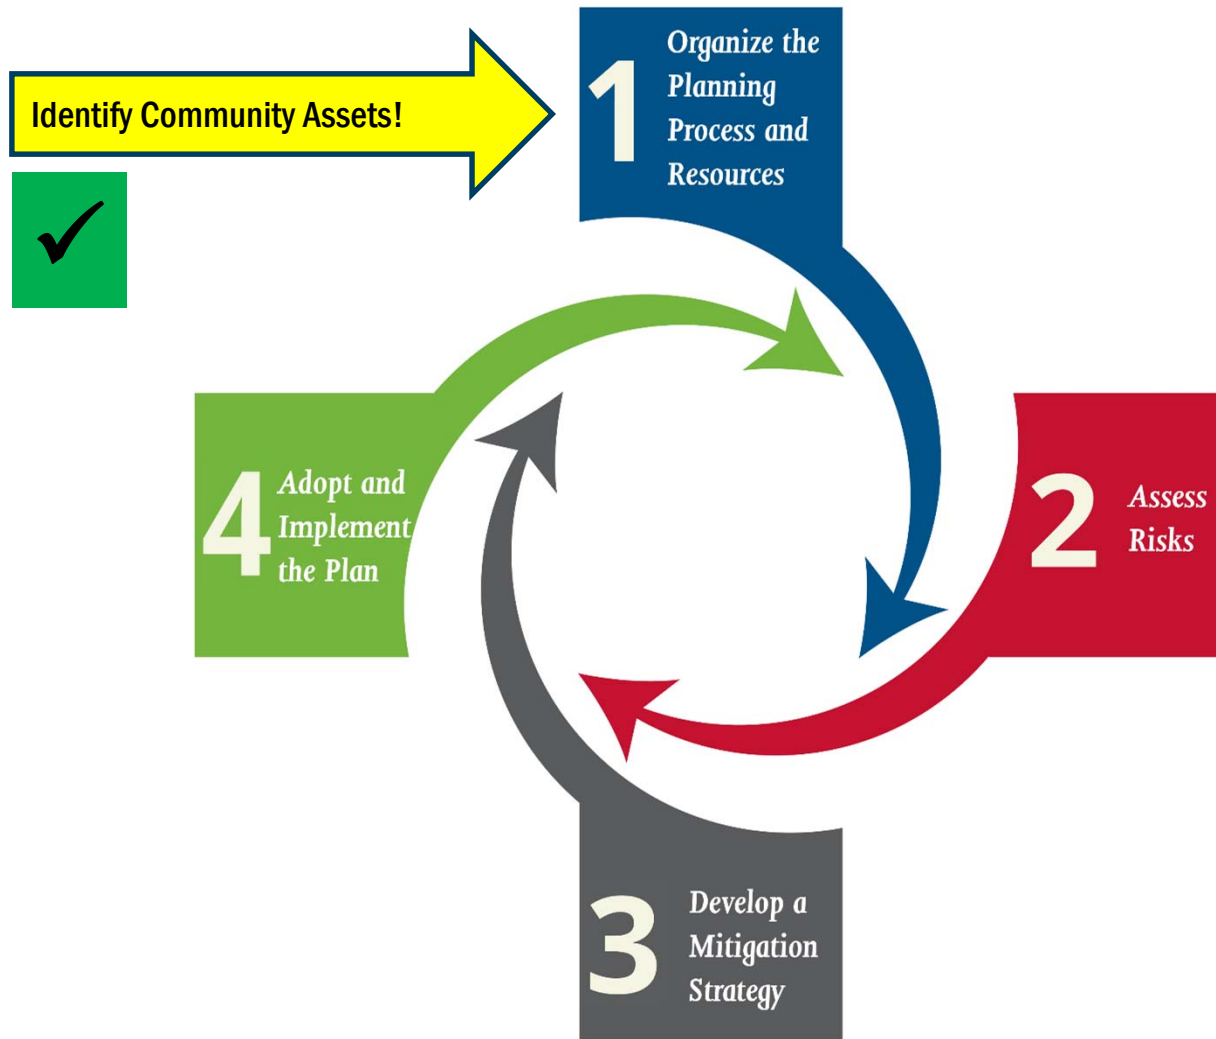 Identify Community Assets!
1
Organize the
Planning
Process and
Resources
2
Assess
Risks
3
Develop a
Mitigation
Strategy
4
Adopt and
Implement
the Plan